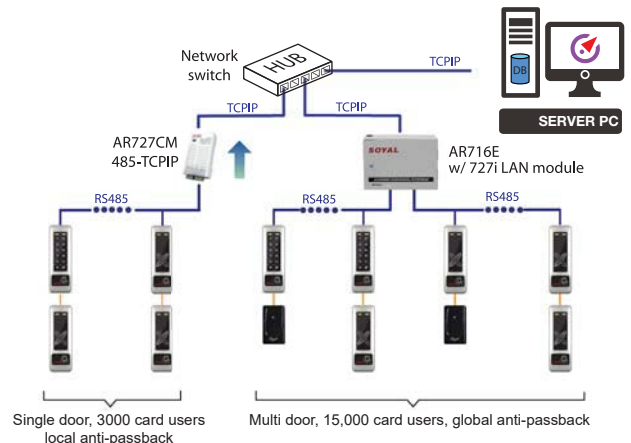 Network
switch
HUB
TCPIP
DB
SERVER PC
TCPIP
TCPIP
AR727CM
485-TCPIP
SOYAL
AR716E
w/ 727i LAN module
RS485
RS485
RS485
Single door, 3000 card users
local anti-passback
Multi door, 15,000 card users, global anti-passback